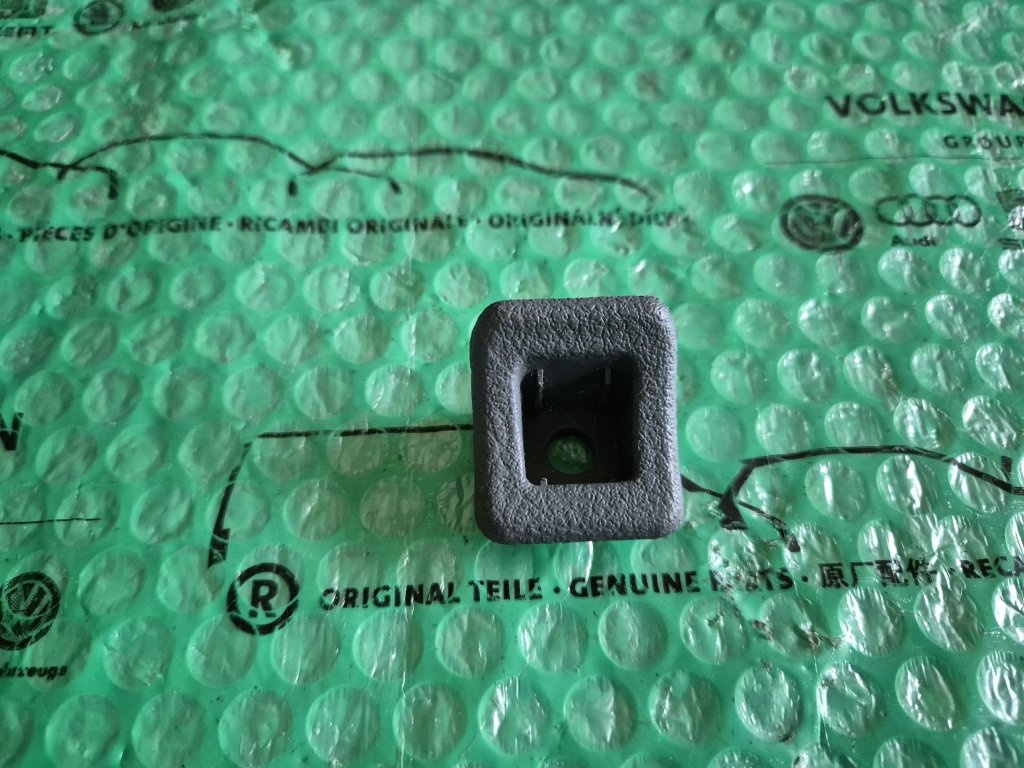 VOLKSWA
GROUP
PIÈCES D'ORIGINE · RICAMBI ORIGINALI · ORIGINÁLNÍ DÍLY
Audi
® ORIGINAL TEILE · GENUINE PARTS · 原厂配件 · RECA